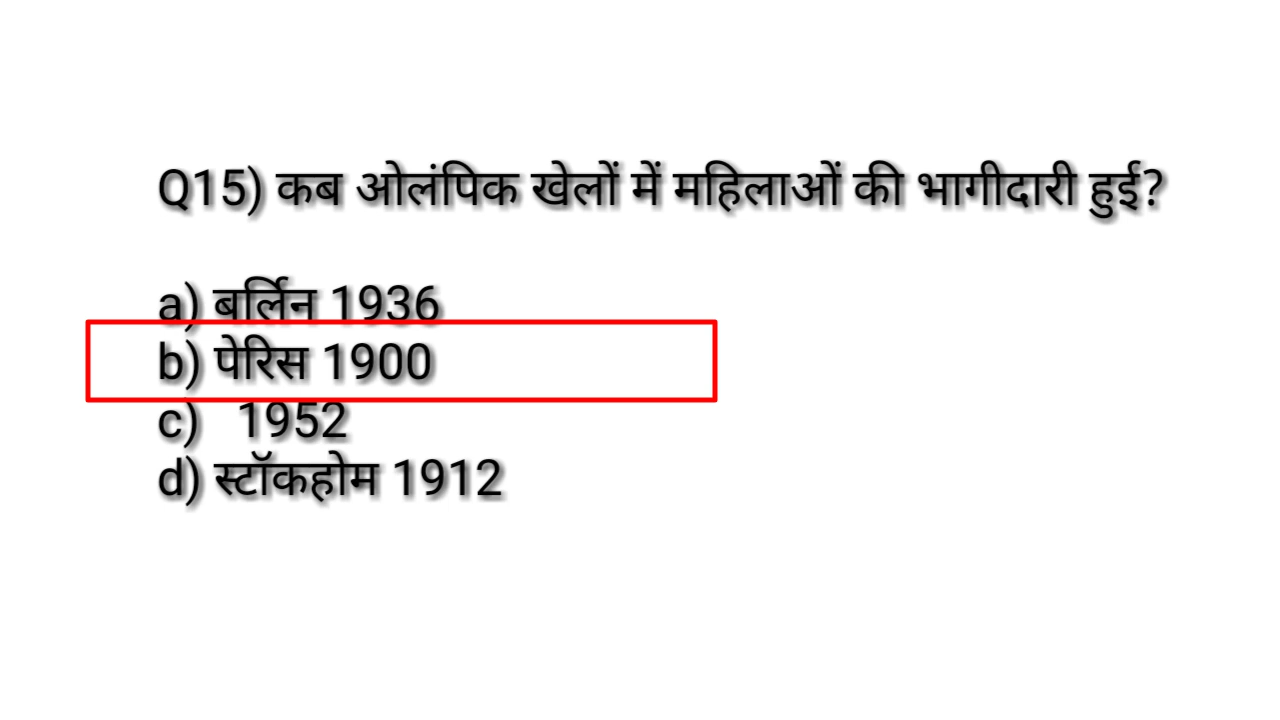 Q15) कब ओलंपिक खेलों में महिलाओं की भागीदारी हुई?
a) बर्लिन 1936
b) पेरिस 1900
c) 1952
d) स्टॉकहोम 1912